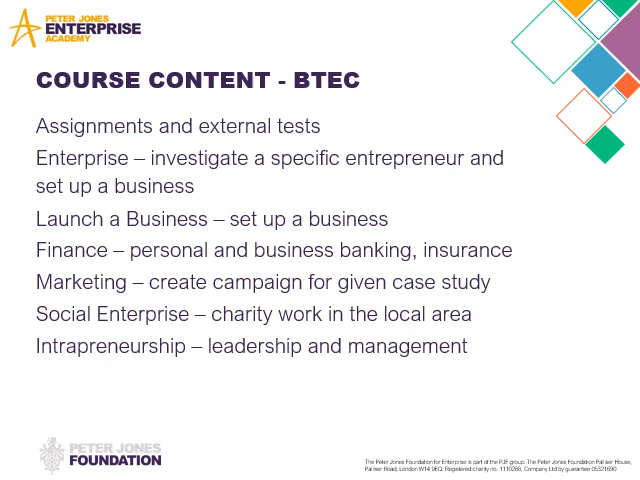 PETER JONES
ENTERPRISE
ACADEMY
COURSE CONTENT - BTEC
Assignments and external tests
Enterprise – investigate a specific entrepreneur and
set up a business
Launch a Business – set up a business
Finance – personal and business banking, insurance
Marketing – create campaign for given case study
Social Enterprise – charity work in the local area
Intrapreneurship – leadership and management
PETER JONES
FOUNDATION
The Peter Jones Foundation for Enterprise is part of the PJF group: The Peter Jones Foundation Palliser House,
Palliser Road, London W14 9EQ. Registered charity no. 1110288, Company Ltd by guarantee 05321690